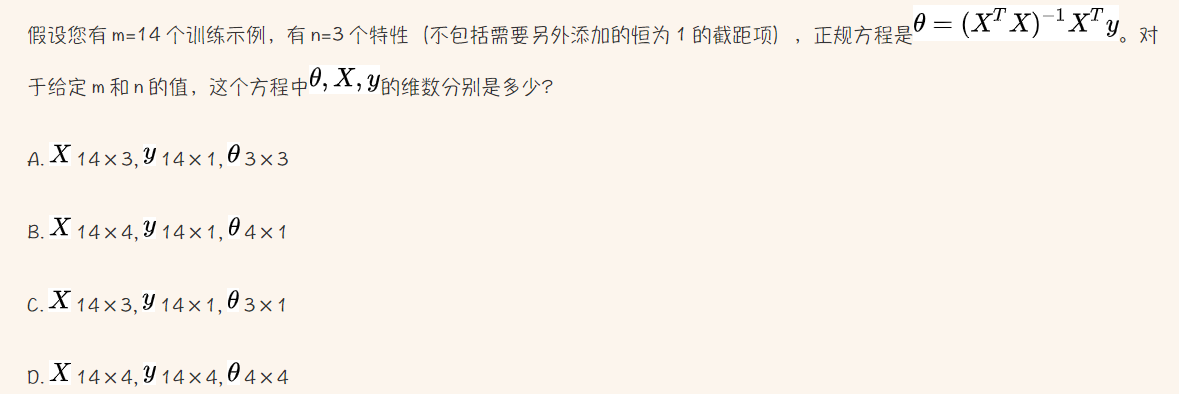 假设您有 m=14 个训练示例，有 n=3 个特性（不包括需要另外添加的恒为 1 的截距项），正规方程是θ = (XᵀX)⁻¹Xᵀy。对
于给定 m 和 n 的值，这个方程中θ, X, y的维数分别是多少？
A. X 14×3, y 14×1, θ 3×3
B. X 14×4, y 14×1, θ 4×1
C. X 14×3, y 14×1, θ 3×1
D. X 14×4, y 14×4, θ 4×4